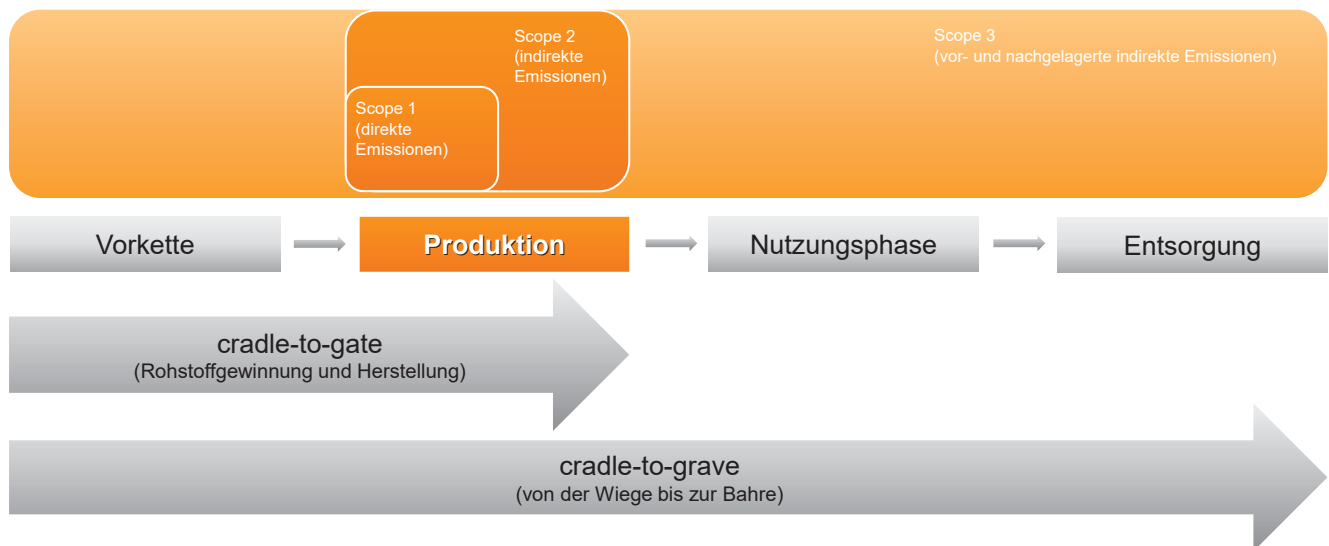 Scope 2
(indirekte
Emissionen)
Scope 3
(vor- und nachgelagerte indirekte Emissionen)
Scope 1
(direkte
Emissionen)
Vorkette
Produktion
Nutzungsphase
Entsorgung
cradle-to-gate
(Rohstoffgewinnung und Herstellung)
cradle-to-grave
(von der Wiege bis zur Bahre)